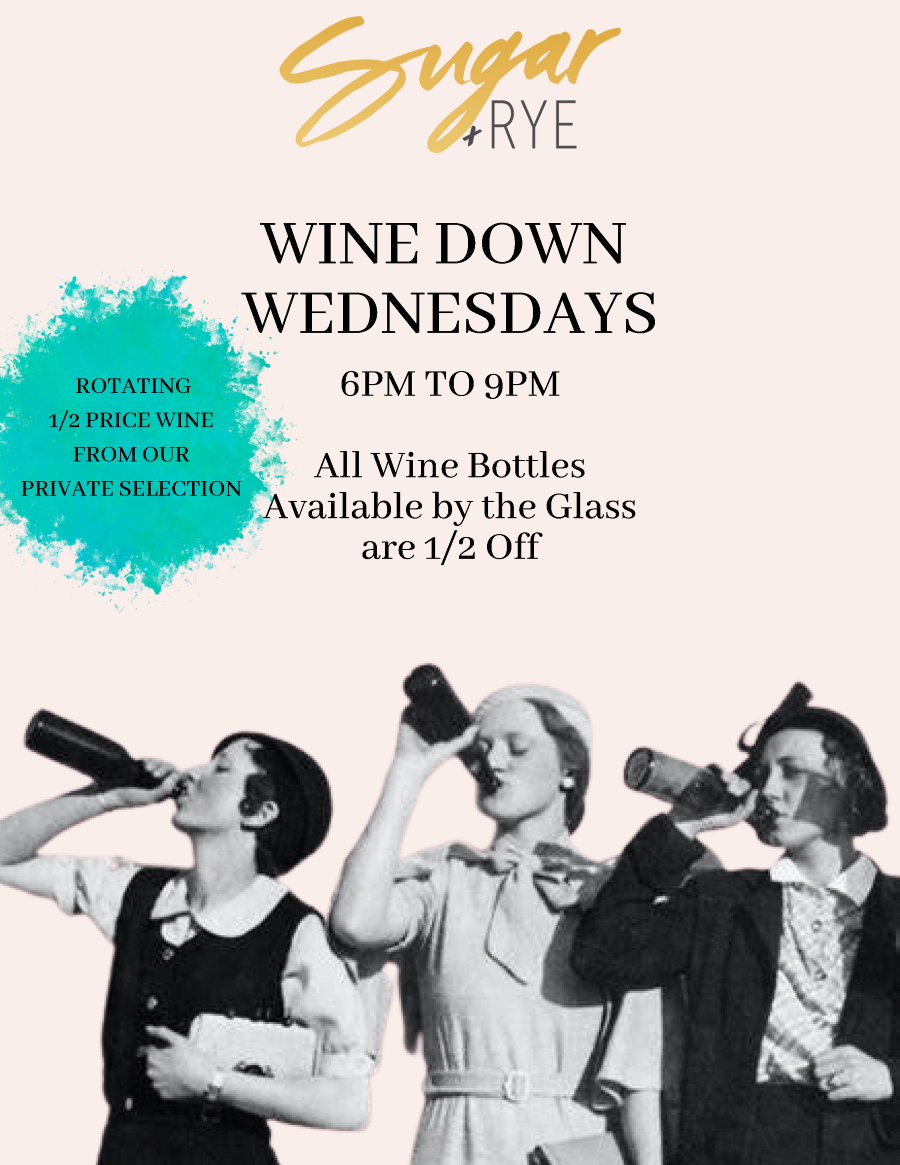 Sugar
+RYE
WINE DOWN
WEDNESDAYS
6PM TO 9PM
ROTATING
1/2 PRICE WINE
FROM OUR
PRIVATE SELECTION
All Wine Bottles
Available by the Glass
are 1/2 Off